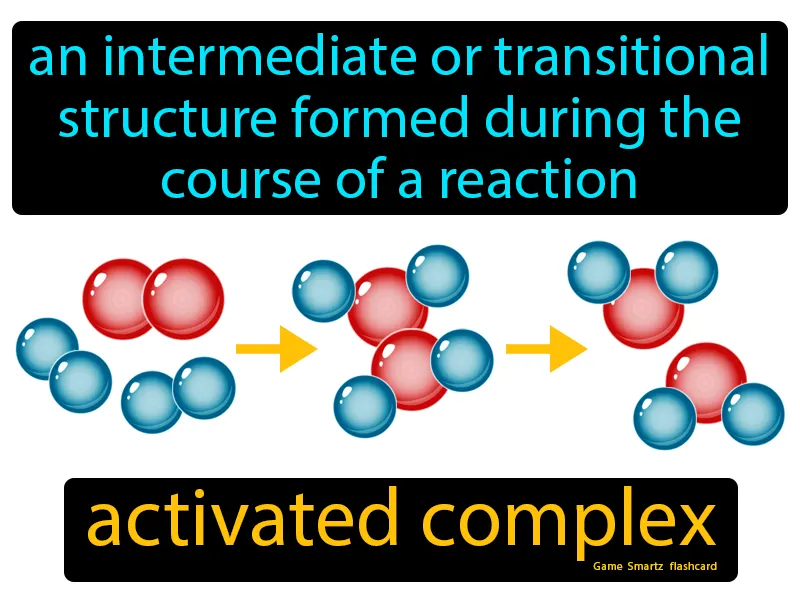 an intermediate or transitional
structure formed during the
course of a reaction
activated complex
Game Smartz flashcard